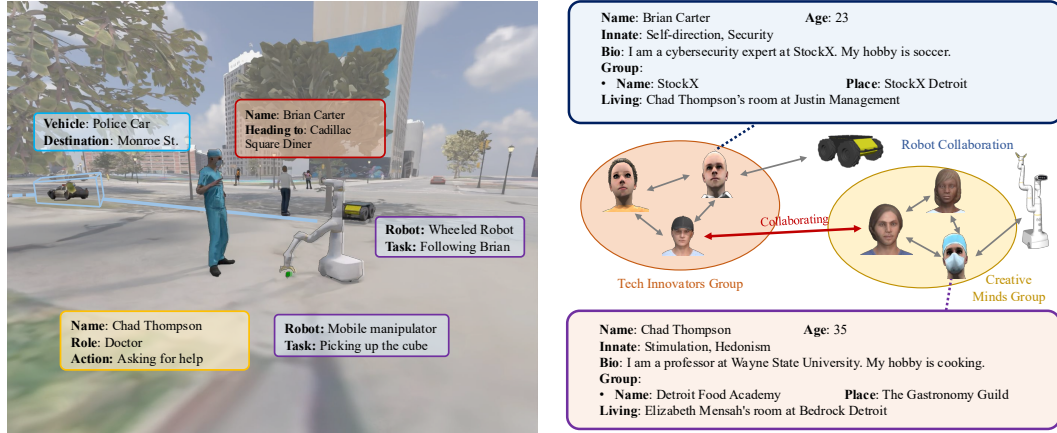 Vehicle: Police Car
Destination: Monroe St.
Name: Brian Carter
Heading to: Cadillac
Square Diner
Robot: Wheeled Robot
Task: Following Brian
Name: Chad Thompson
Role: Doctor
Action: Asking for help
Robot: Mobile manipulator
Task: Picking up the cube
Name: Brian Carter Age: 23
Innate: Self-direction, Security
Bio: I am a cybersecurity expert at StockX. My hobby is soccer.
Group:
• Name: StockX Place: StockX Detroit
Living: Chad Thompson's room at Justin Management
Robot Collaboration
Collaborating
Tech Innovators Group
Creative
Minds Group
Name: Chad Thompson Age: 35
Innate: Stimulation, Hedonism
Bio: I am a professor at Wayne State University. My hobby is cooking.
Group:
• Name: Detroit Food Academy Place: The Gastronomy Guild
Living: Elizabeth Mensah's room at Bedrock Detroit